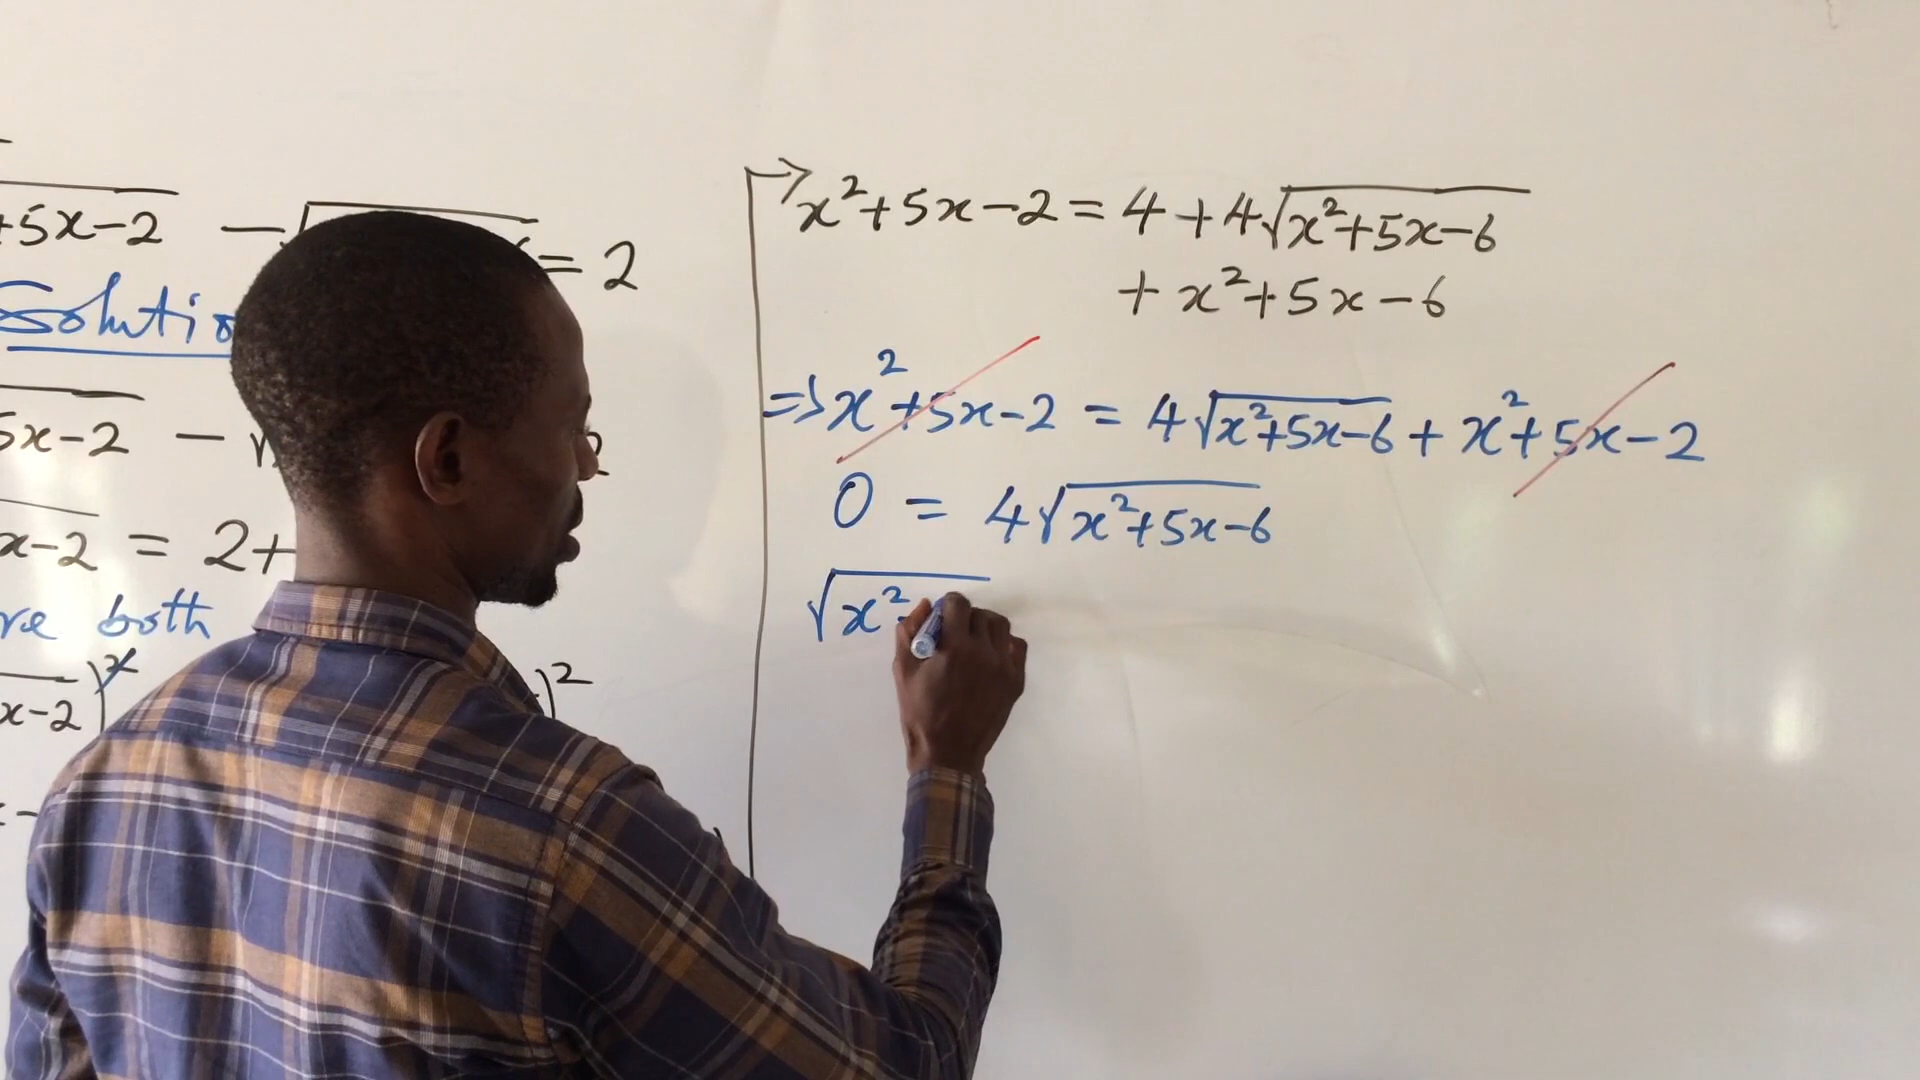 +5x-2 - √ = 2
Solutio
5x-2 - √
x-2 = 2+
re both
x-2)² )²
x²+5x-2 = 4+4√x²+5x-6
+ x²+5x-6
⇒ x²+5x-2 = 4√x²+5x-6 + x²+5x-2
0 = 4√x²+5x-6
√x²